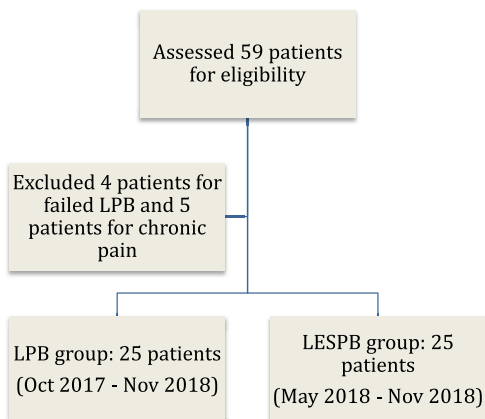 Assessed 59 patients
for eligibility
Excluded 4 patients for
failed LPB and 5
patients for chronic
pain
LPB group: 25 patients
(Oct 2017 - Nov 2018)
LESPB group: 25
patients
(May 2018 - Nov 2018)